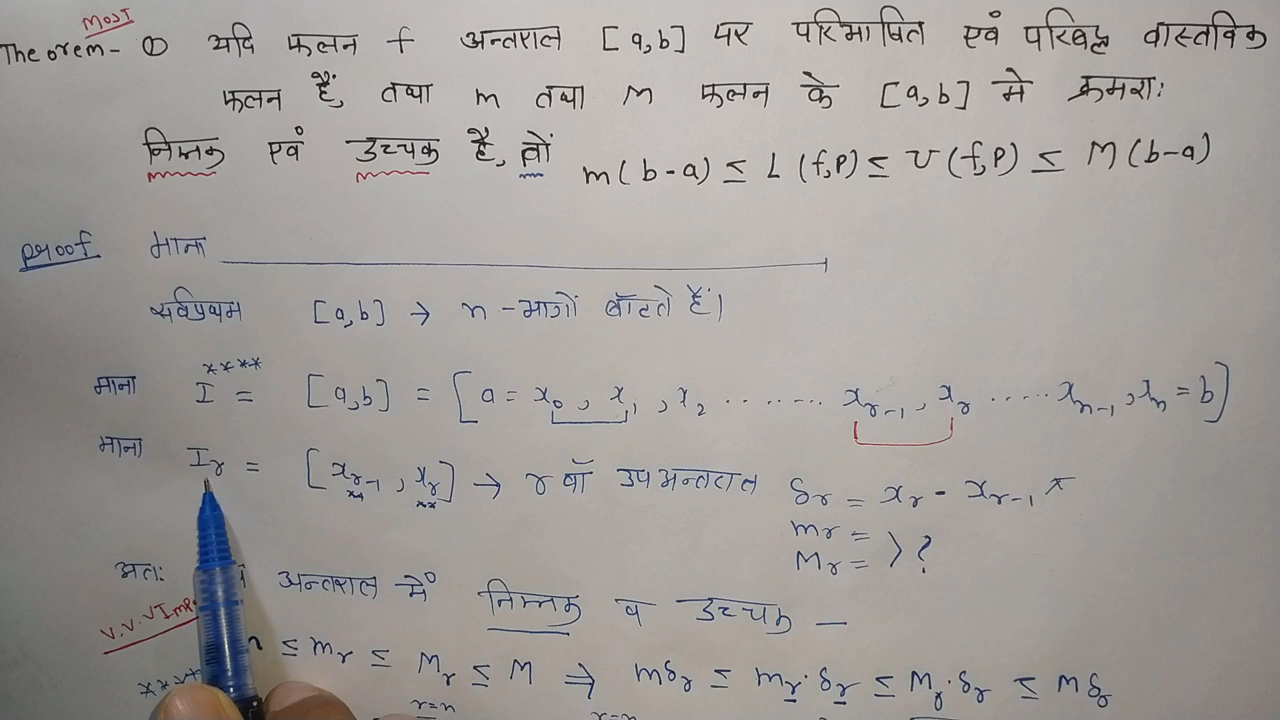 Most
Theorem- ① यदि फलन f अन्तराल [a,b] पर परिभाषित एवं परिबद्ध वास्तविक
फलन हैं, तथा m तथा M फलन के [a,b] में क्रमशः
निम्नक एवं उच्चक है, तों m(b-a) ≤ L(f,P) ≤ U(f,P) ≤ M(b-a)
Proof माना
सर्वप्रथम [a,b] → n-भागों बाँटते हैं।
****
माना I = [a,b] = [a = x₀, x₁, x₂ ........ xᵣ₋₁, xᵣ ..... xₙ₋₁, xₙ = b]
माना Iᵣ = [xᵣ₋₁, xᵣ] → r वाँ उपअन्तराल δᵣ = xᵣ - xᵣ₋₁ *
mᵣ =
Mᵣ = > ?
अतः अन्तराल में निम्नक व उच्चक —
V.V.V Imp
≤ mᵣ ≤ Mᵣ ≤ M ⇒ mδᵣ ≤ mᵣ.δᵣ ≤ Mᵣ.δᵣ ≤ Mδᵣ
****
r=n r=n